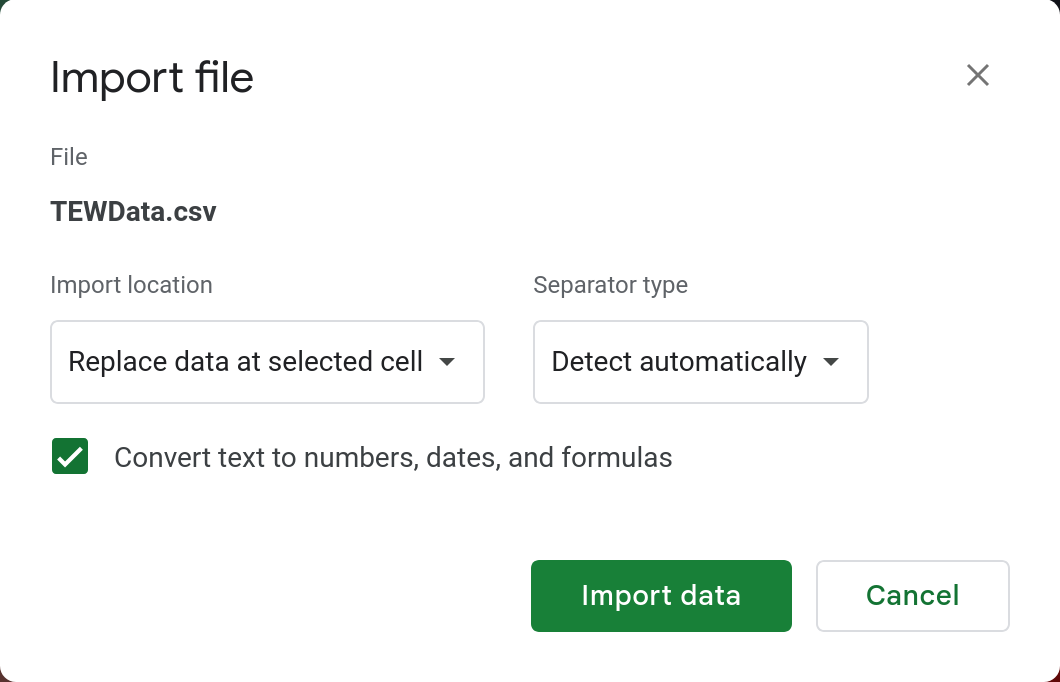 Import file
File
TEWData.csv
Import location
Separator type
Replace data at selected cell
Detect automatically
Convert text to numbers, dates, and formulas
Import data
Cancel